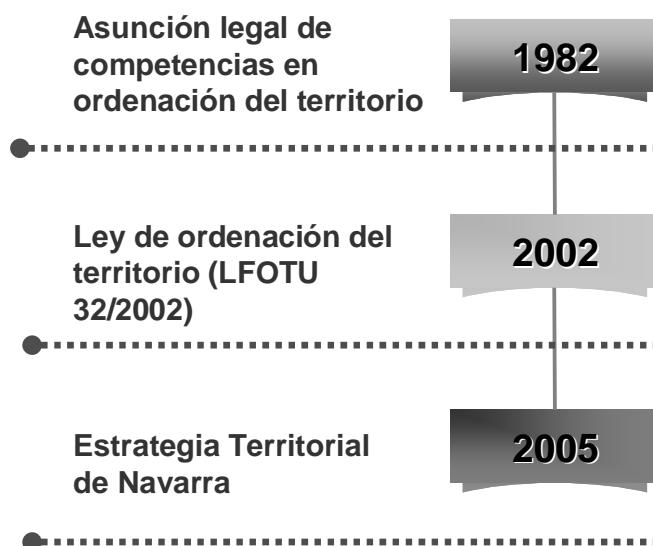 Asunción legal de
competencias en
ordenación del territorio
1982
Ley de ordenación del
territorio (LFOTU
32/2002)
2002
Estrategia Territorial
de Navarra
2005